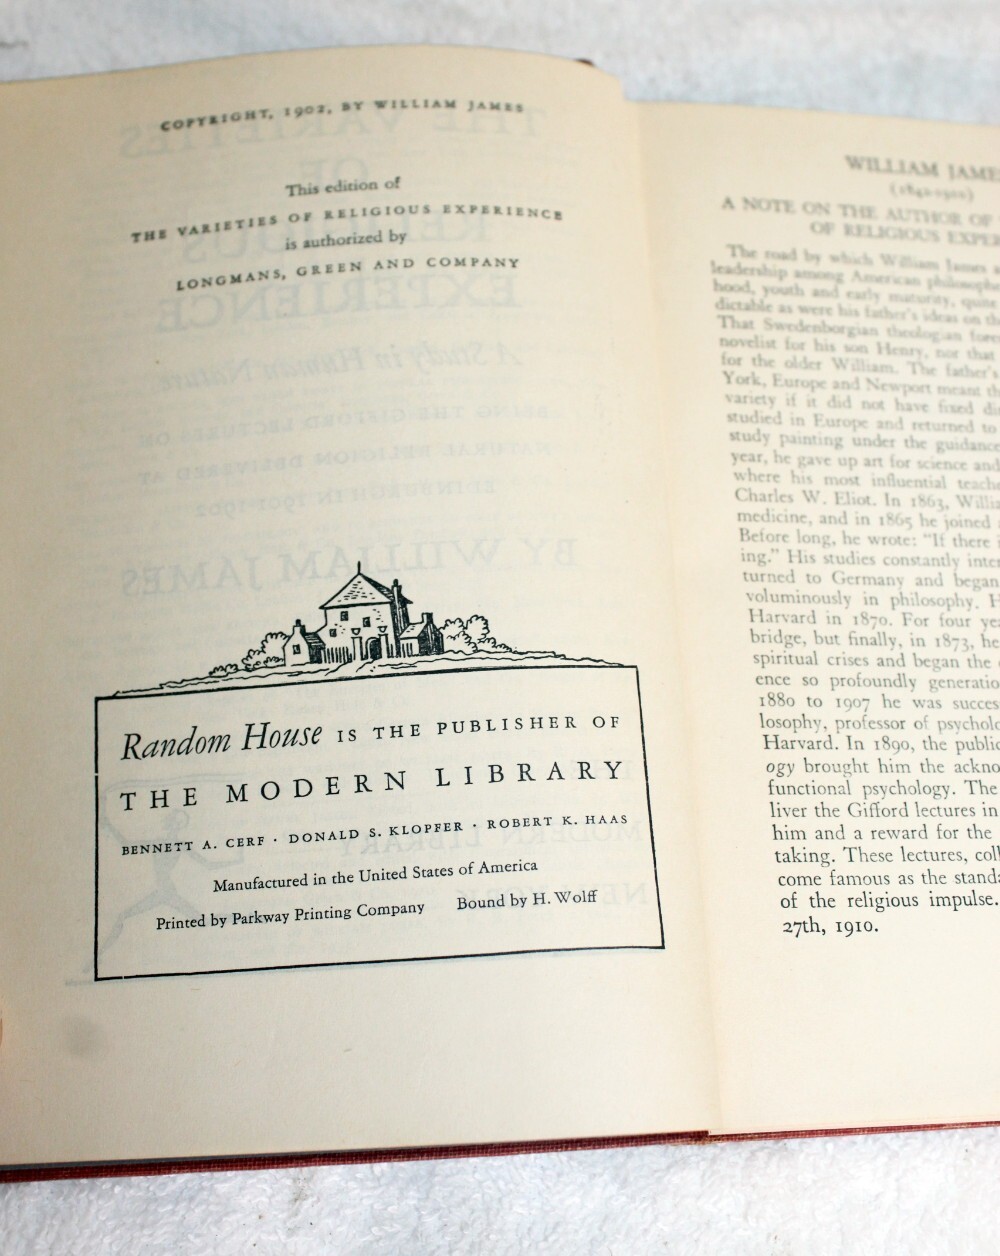 COPYRIGHT, 1902, BY WILLIAM JAMES
This edition of
THE VARIETIES OF RELIGIOUS EXPERIENCE
is authorized by
LONGMANS, GREEN AND COMPANY
Random House IS THE PUBLISHER OF
THE MODERN LIBRARY
BENNETT A. CERF · DONALD S. KLOPFER · ROBERT K. HAAS
Manufactured in the United States of America
Printed by Parkway Printing Company Bound by H. Wolff
WILLIAM JAMES
(1842-1910)
A NOTE ON THE AUTHOR OF
OF RELIGIOUS EXPER
The road by which William James
leadership among American philosophe
hood, youth and early maturity, quite
dictable as were his father's ideas on the
That Swedenborgian theologian fore
novelist for his son Henry, nor that
for the older William. The father's
York, Europe and Newport meant th
variety if it did not have fixed di
studied in Europe and returned to
study painting under the guidance
year, he gave up art for science and
where his most influential teache
Charles W. Eliot. In 1863, Willia
medicine, and in 1865 he joined
Before long, he wrote: "If there i
ing." His studies constantly inter
turned to Germany and began
voluminously in philosophy. H
Harvard in 1870. For four yea
bridge, but finally, in 1873, he
spiritual crises and began the
ence so profoundly generatio
1880 to 1907 he was success
losophy, professor of psycholo
Harvard. In 1890, the public
ogy brought him the ackno
functional psychology. The
liver the Gifford lectures in
him and a reward for the
taking. These lectures, coll
come famous as the standa
of the religious impulse.
27th, 1910.